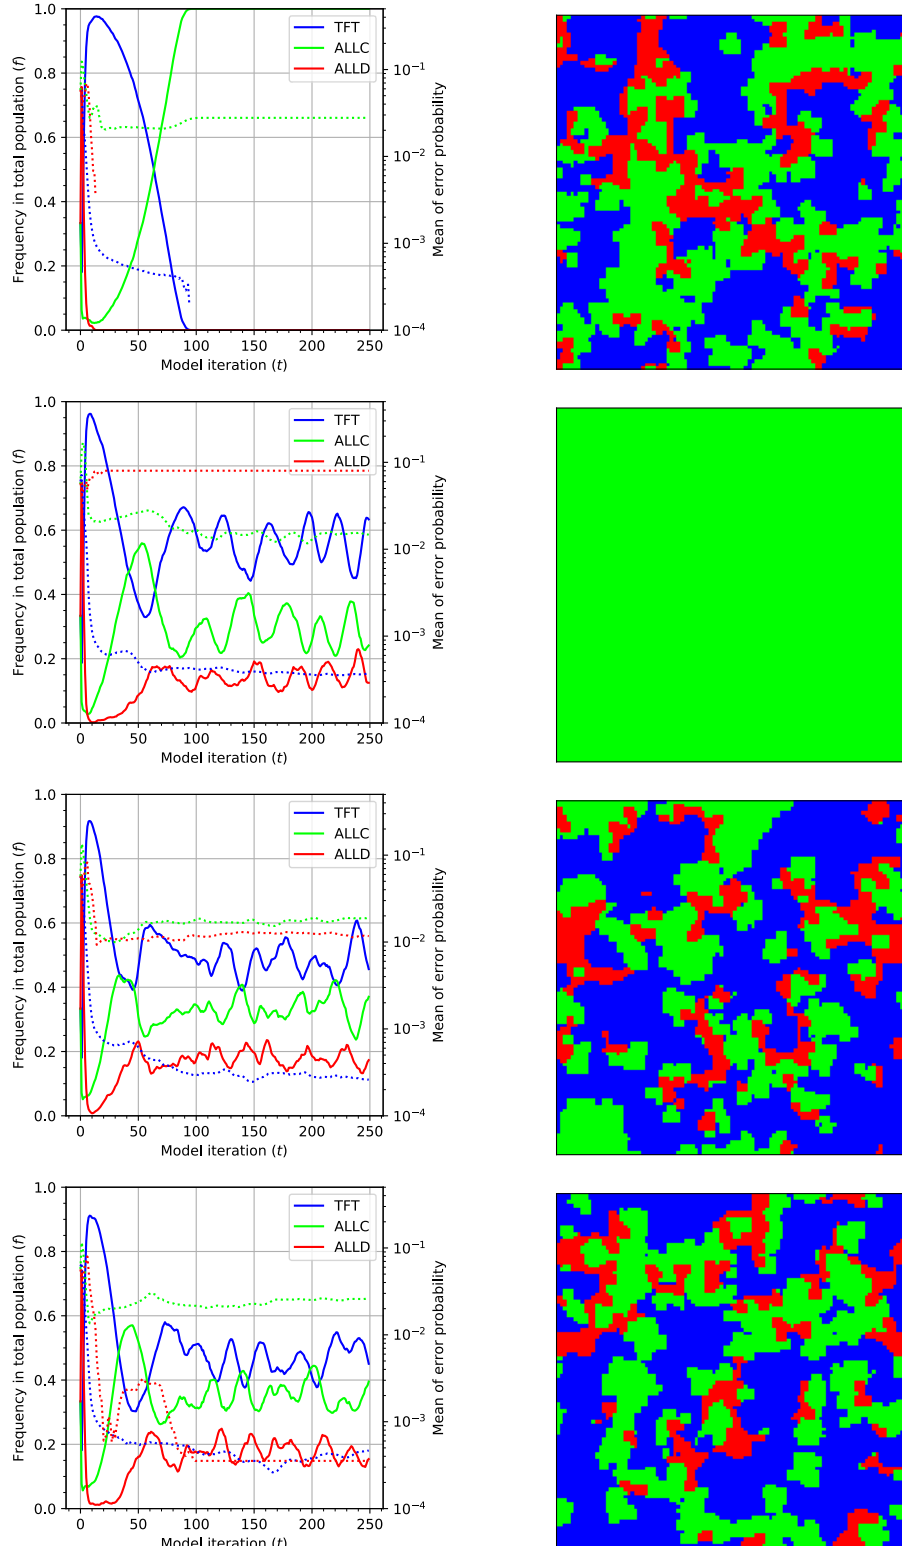 1.0
0.8
0.6
0.4
0.2
0.0
Frequency in total population (f)
TFT
ALLC
ALLD
10⁻¹
10⁻²
10⁻³
10⁻⁴
Mean of error probability
0 50 100 150 200 250
Model iteration (t)
1.0
0.8
0.6
0.4
0.2
0.0
Frequency in total population (f)
TFT
ALLC
ALLD
10⁻¹
10⁻²
10⁻³
10⁻⁴
Mean of error probability
0 50 100 150 200 250
Model iteration (t)
1.0
0.8
0.6
0.4
0.2
0.0
Frequency in total population (f)
TFT
ALLC
ALLD
10⁻¹
10⁻²
10⁻³
10⁻⁴
Mean of error probability
0 50 100 150 200 250
Model iteration (t)
1.0
0.8
0.6
0.4
0.2
0.0
Frequency in total population (f)
TFT
ALLC
ALLD
10⁻¹
10⁻²
10⁻³
10⁻⁴
Mean of error probability
0 50 100 150 200 250
Model iteration (t)